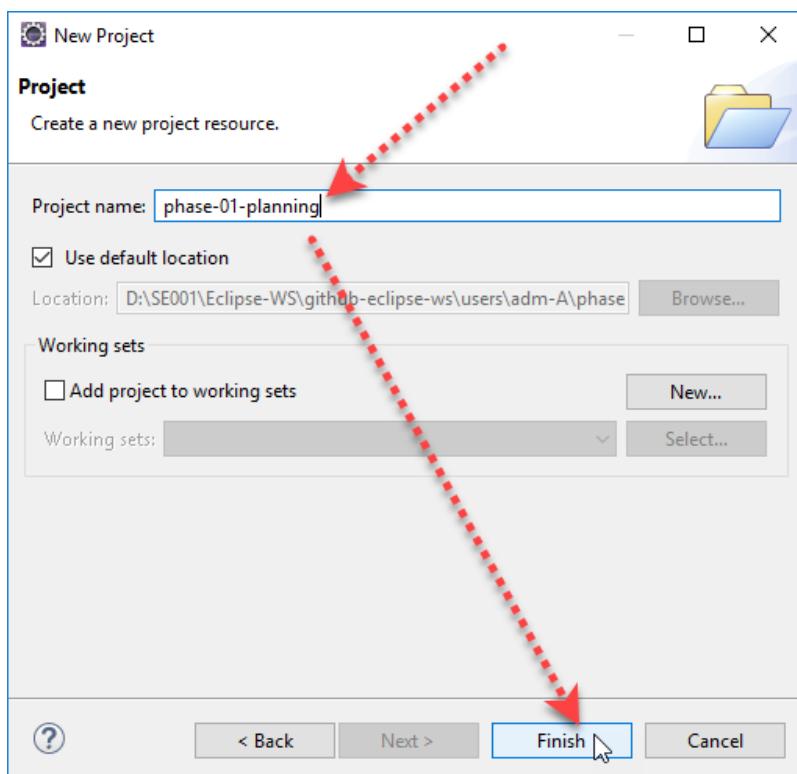 New Project
Project
Create a new project resource.
Project name: phase-01-planning
Use default location
Location: D:\SE001\Eclipse-WS\github-eclipse-ws\users\adm-A\phase Browse...
Working sets
Add project to working sets New...
Working sets: Select...
? < Back Next > Finish Cancel